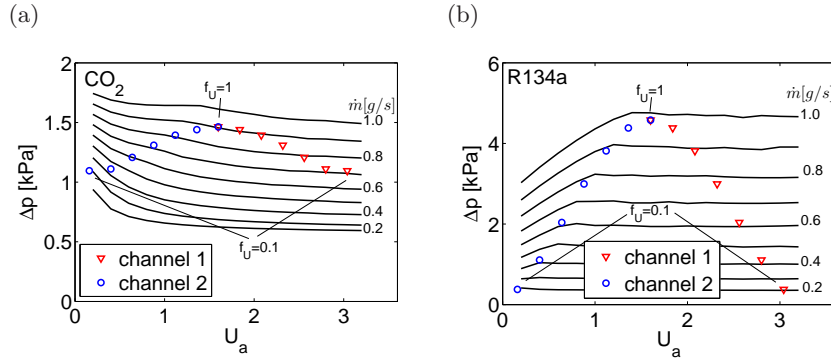 (a)
(b)
CO2
f_U=1
ṁ[g/s]
2
1.5
1
0.5
0
Δp [kPa]
1.0
0.8
0.6
0.4
0.2
f_U=0.1
channel 1
channel 2
0
1
2
3
U_a
R134a
f_U=1
ṁ[g/s]
6
4
2
0
Δp [kPa]
1.0
0.8
0.6
0.4
0.2
f_U=0.1
channel 1
channel 2
0
1
2
3
U_a